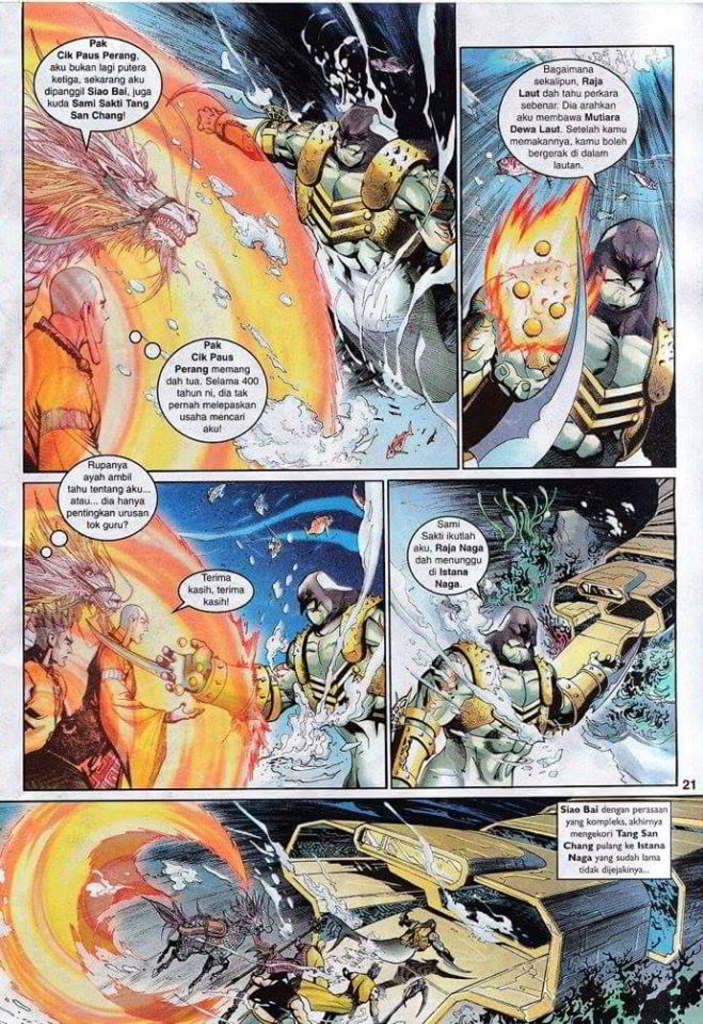 Pak
Cik Paus Perang,
aku bukan lagi putera
ketiga, sekarang aku
dipanggil Siao Bai, juga
kuda Sami Sakti Tang
San Chang!
Bagaimana
sekalipun, Raja
Laut dah tahu perkara
sebenar. Dia arahkan
aku membawa Mutiara
Dewa Laut. Setelah kamu
memakannya, kamu boleh
bergerak di dalam
lautan.
Pak
Cik Paus
Perang memang
dah tua. Selama 400
tahun ni, dia tak
pernah melepaskan
usaha mencari
aku!
Rupanya
ayah ambil
tahu tentang aku...
atau... dia hanya
pentingkan urusan
tok guru?
Terima
kasih, terima
kasih!
Sami
Sakti ikutlah
aku, Raja Naga
dah menunggu
di Istana
Naga.
21
Siao Bai dengan perasaan
yang kompleks, akhirnya
mengekori Tang San
Chang pulang ke Istana
Naga yang sudah lama
tidak dijejakinya...